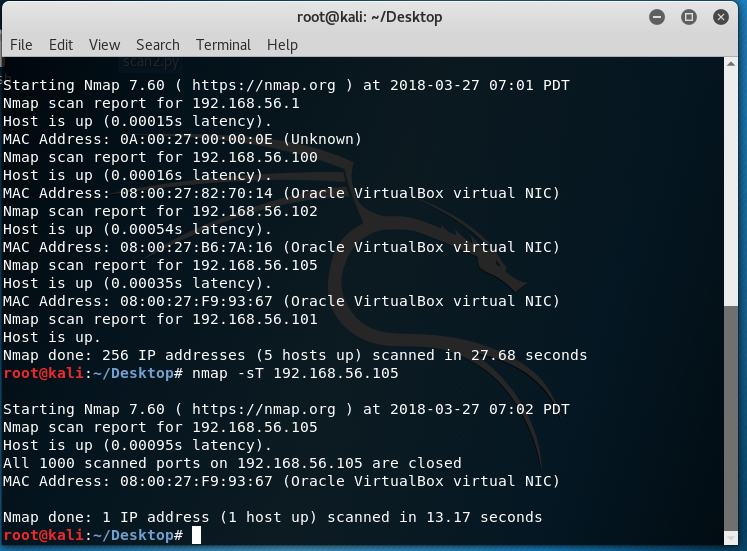 root@kali: ~/Desktop
File Edit View Search Terminal Help
scan2.py
Starting Nmap 7.60 ( https://nmap.org ) at 2018-03-27 07:01 PDT
Nmap scan report for 192.168.56.1
Host is up (0.00015s latency).
MAC Address: 0A:00:27:00:00:0E (Unknown)
Nmap scan report for 192.168.56.100
Host is up (0.00016s latency).
MAC Address: 08:00:27:82:70:14 (Oracle VirtualBox virtual NIC)
Nmap scan report for 192.168.56.102
Host is up (0.00054s latency).
MAC Address: 08:00:27:B6:7A:16 (Oracle VirtualBox virtual NIC)
Nmap scan report for 192.168.56.105
Host is up (0.00035s latency).
MAC Address: 08:00:27:F9:93:67 (Oracle VirtualBox virtual NIC)
Nmap scan report for 192.168.56.101
Host is up.
Nmap done: 256 IP addresses (5 hosts up) scanned in 27.68 seconds
root@kali:~/Desktop# nmap -sT 192.168.56.105
Starting Nmap 7.60 ( https://nmap.org ) at 2018-03-27 07:02 PDT
Nmap scan report for 192.168.56.105
Host is up (0.00095s latency).
All 1000 scanned ports on 192.168.56.105 are closed
MAC Address: 08:00:27:F9:93:67 (Oracle VirtualBox virtual NIC)
Nmap done: 1 IP address (1 host up) scanned in 13.17 seconds
root@kali:~/Desktop#